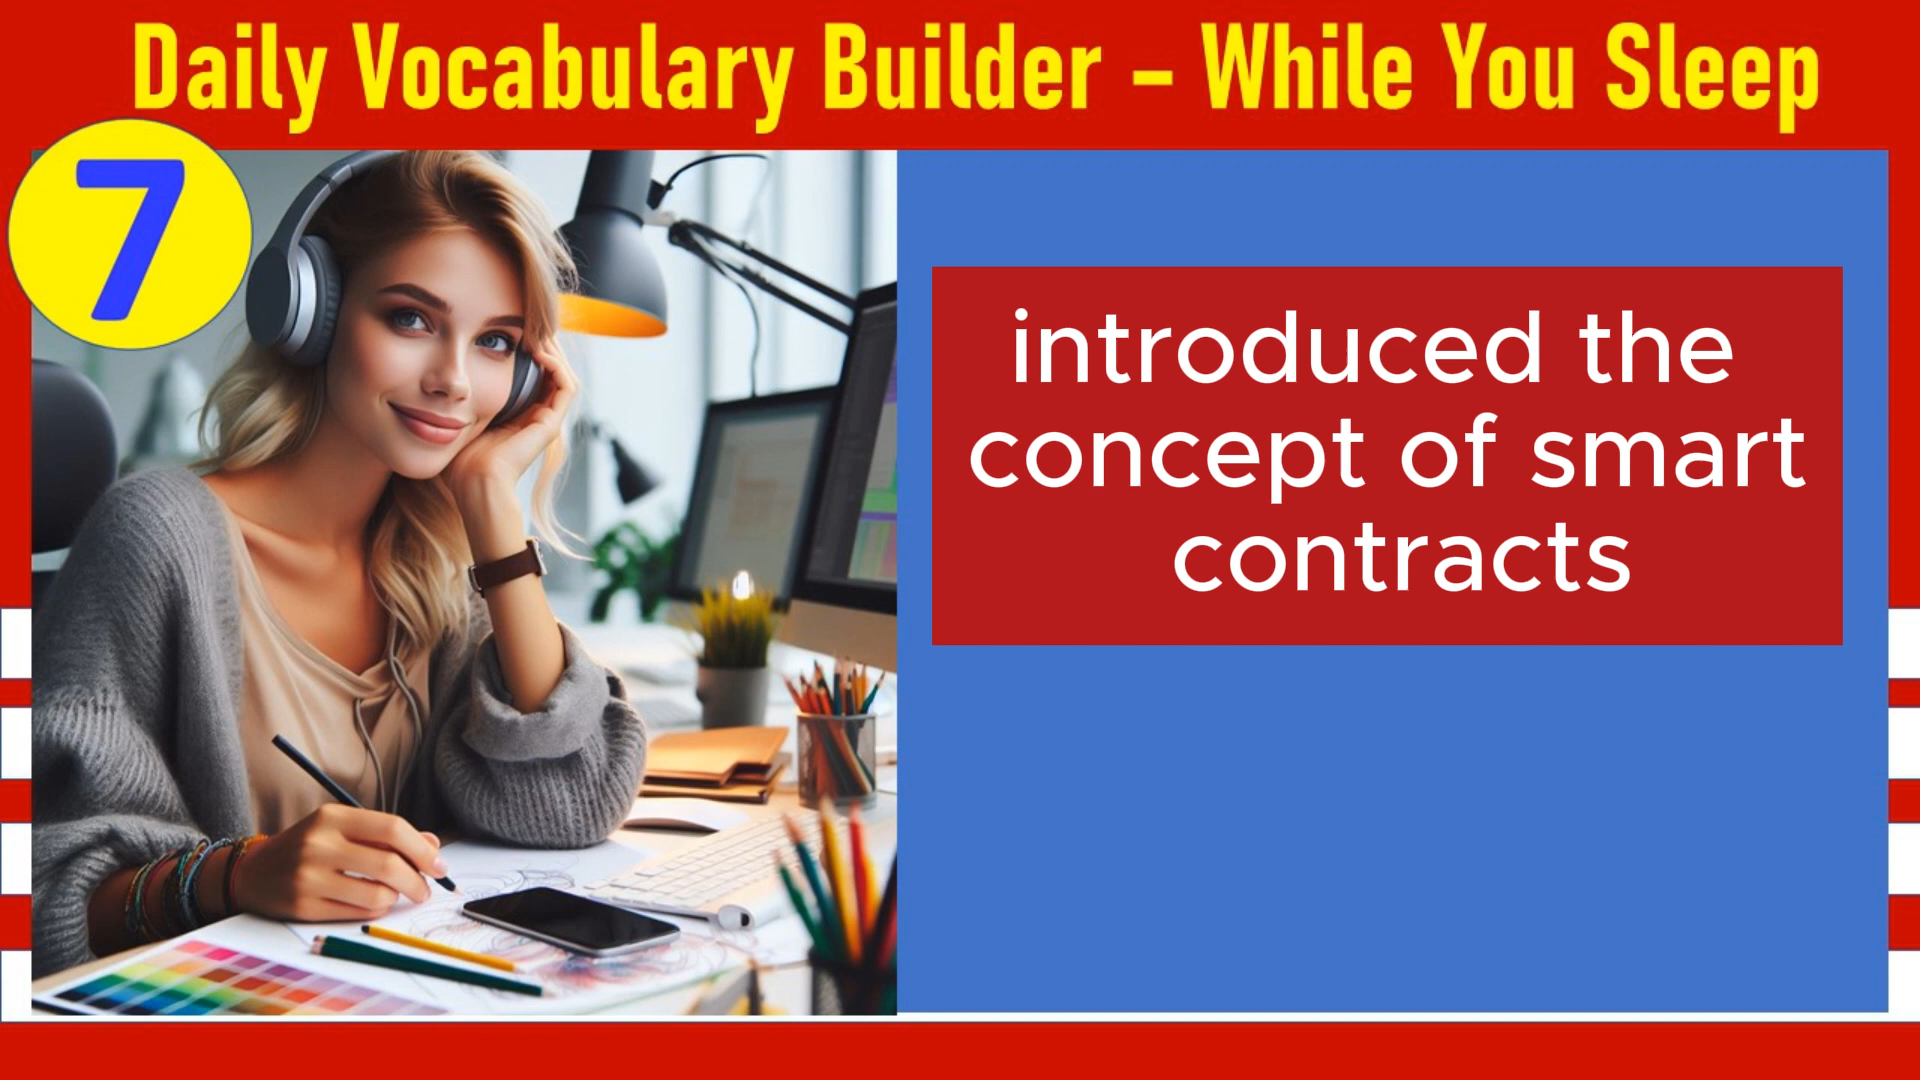 Daily Vocabulary Builder – While You Sleep
7
introduced the
concept of smart
contracts